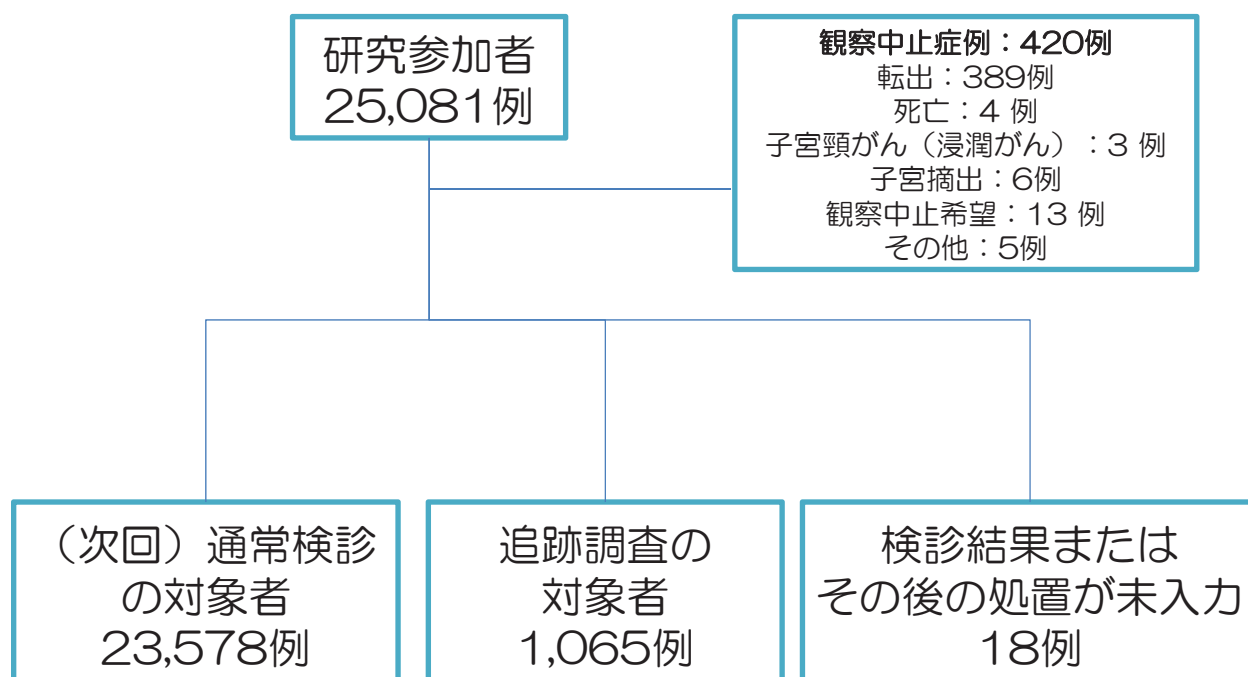 研究参加者
25,081例
観察中止症例：420例
転出：389例
死亡：4 例
子宮頸がん（浸潤がん）：3 例
子宮摘出：6例
観察中止希望：13 例
その他：5例
（次回）通常検診
の対象者
23,578例
追跡調査の
対象者
1,065例
検診結果または
その後の処置が未入力
18例